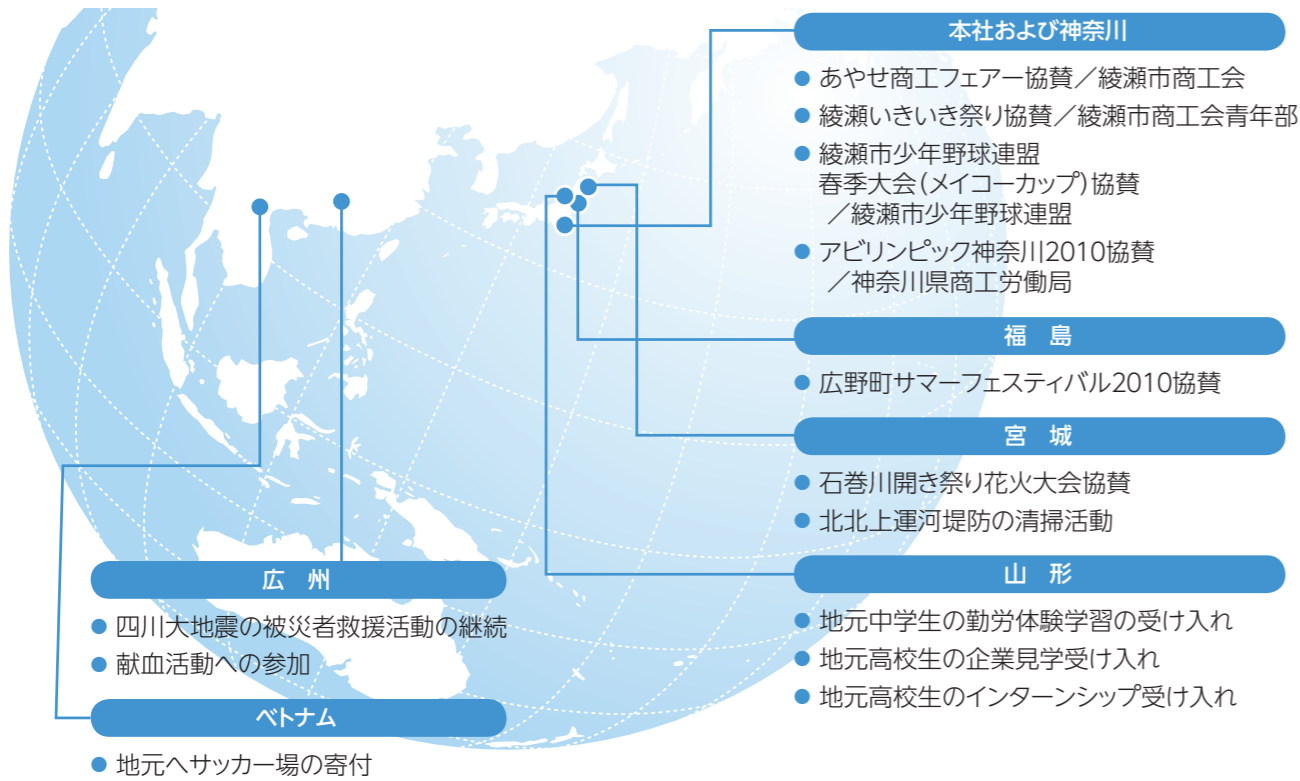 本社および神奈川
● あやせ商工フェアー協賛／綾瀬市商工会
● 綾瀬いきいき祭り協賛／綾瀬市商工会青年部
● 綾瀬市少年野球連盟
春季大会(メイコーカップ)協賛
／綾瀬市少年野球連盟
● アビリンピック神奈川2010協賛
／神奈川県商工労働局
福　島
● 広野町サマーフェスティバル2010協賛
宮　城
● 石巻川開き祭り花火大会協賛
● 北北上運河堤防の清掃活動
山　形
● 地元中学生の勤労体験学習の受け入れ
● 地元高校生の企業見学受け入れ
● 地元高校生のインターンシップ受け入れ
広　州
● 四川大地震の被災者救援活動の継続
● 献血活動への参加
ベトナム
● 地元へサッカー場の寄付